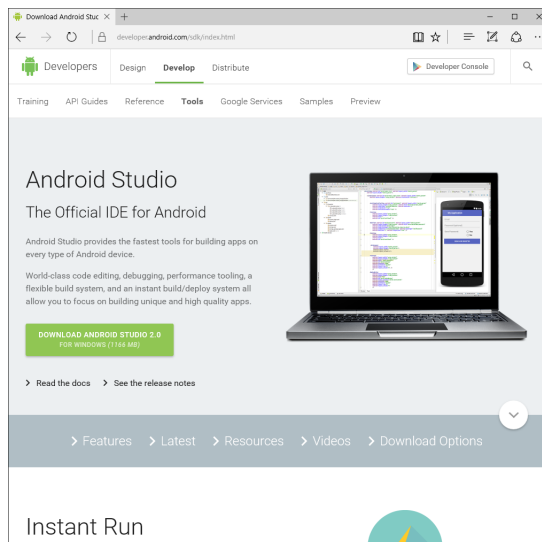 Download Android Stuc
developer.android.com/sdk/index.html
Developers
Design Develop Distribute
Developer Console
Training API Guides Reference Tools Google Services Samples Preview
Android Studio
The Official IDE for Android
Android Studio provides the fastest tools for building apps on
every type of Android device.
World-class code editing, debugging, performance tooling, a
flexible build system, and an instant build/deploy system all
allow you to focus on building unique and high quality apps.
DOWNLOAD ANDROID STUDIO 2.0
FOR WINDOWS (1166 MB)
Read the docs See the release notes
Features Latest Resources Videos Download Options
Instant Run